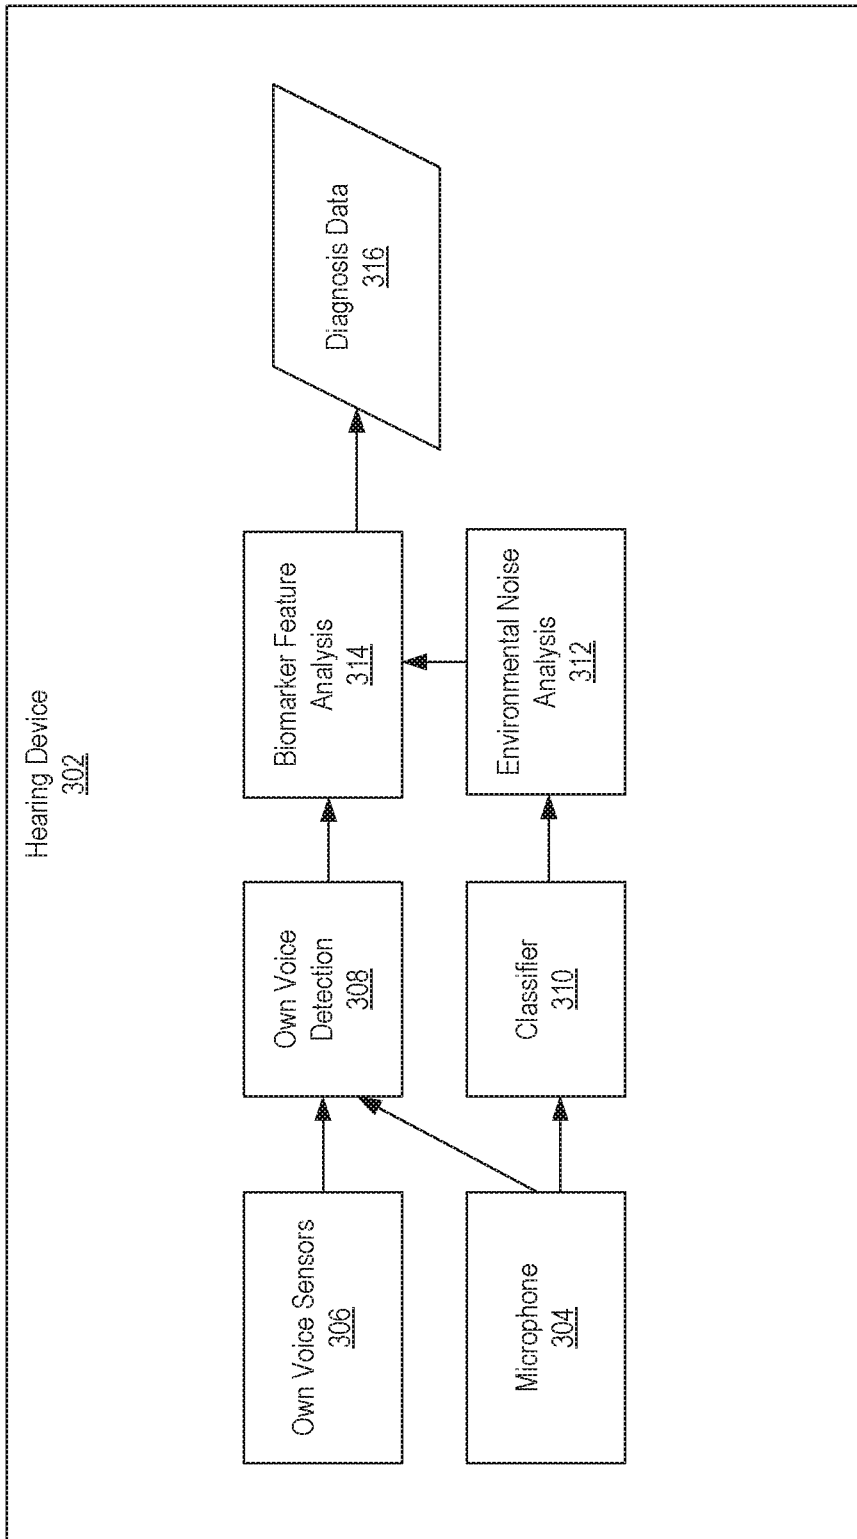 Hearing Device
302
Own Voice Sensors
306
Own Voice
Detection
308
Biomarker Feature
Analysis
314
Diagnosis Data
316
Microphone
304
Classifier
310
Environmental Noise
Analysis
312